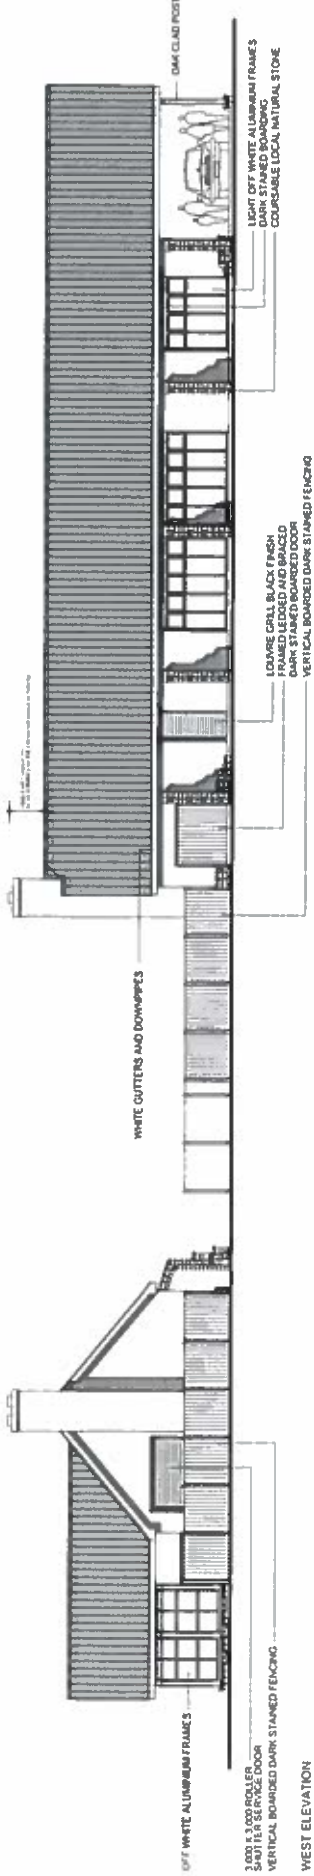 OAK CLAD POST
LIGHT OFF WHITE ALUMINIUM FRAMES
DARK STAINED BOARDING
COURSABLE LOCAL NATURAL STONE
LOUVRE GRILL BLACK FINISH
FRAMED LEDGED AND BRACED
DARK STAINED BOARDED DOOR
VERTICAL BOARDED DARK STAINED FENCING
WHITE GUTTERS AND DOWNPIPES
OFF WHITE ALUMINIUM FRAMES
3,000 X 3,000 ROLLER
SHUTTER SERVICE DOOR
VERTICAL BOARDED DARK STAINED FENCING
WEST ELEVATION